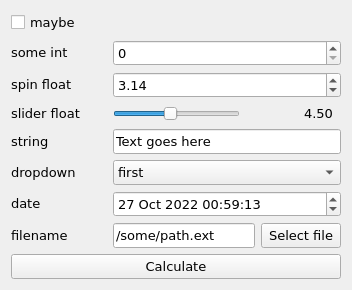 maybe
some int 0
spin float 3.14
slider float 4.50
string Text goes here
dropdown first
date 27 Oct 2022 00:59:13
filename /some/path.ext Select file
Calculate